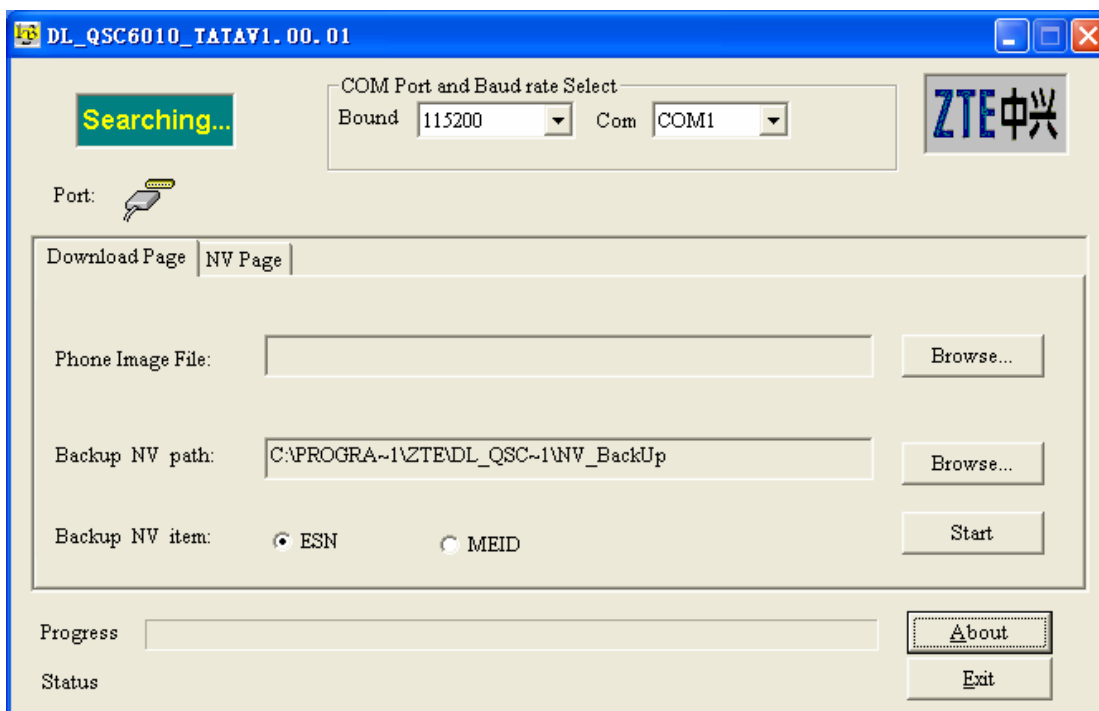 DL_QSC6010_TATAV1.00.01
Searching...
COM Port and Baud rate Select
Bound 115200 Com COM1
ZTE中兴
Port:
Download Page NV Page
Phone Image File: Browse...
Backup NV path: C:\PROGRA~1\ZTE\DL_QSC~1\NV_BackUp Browse...
Backup NV item: ESN MEID Start
Progress About
Status Exit